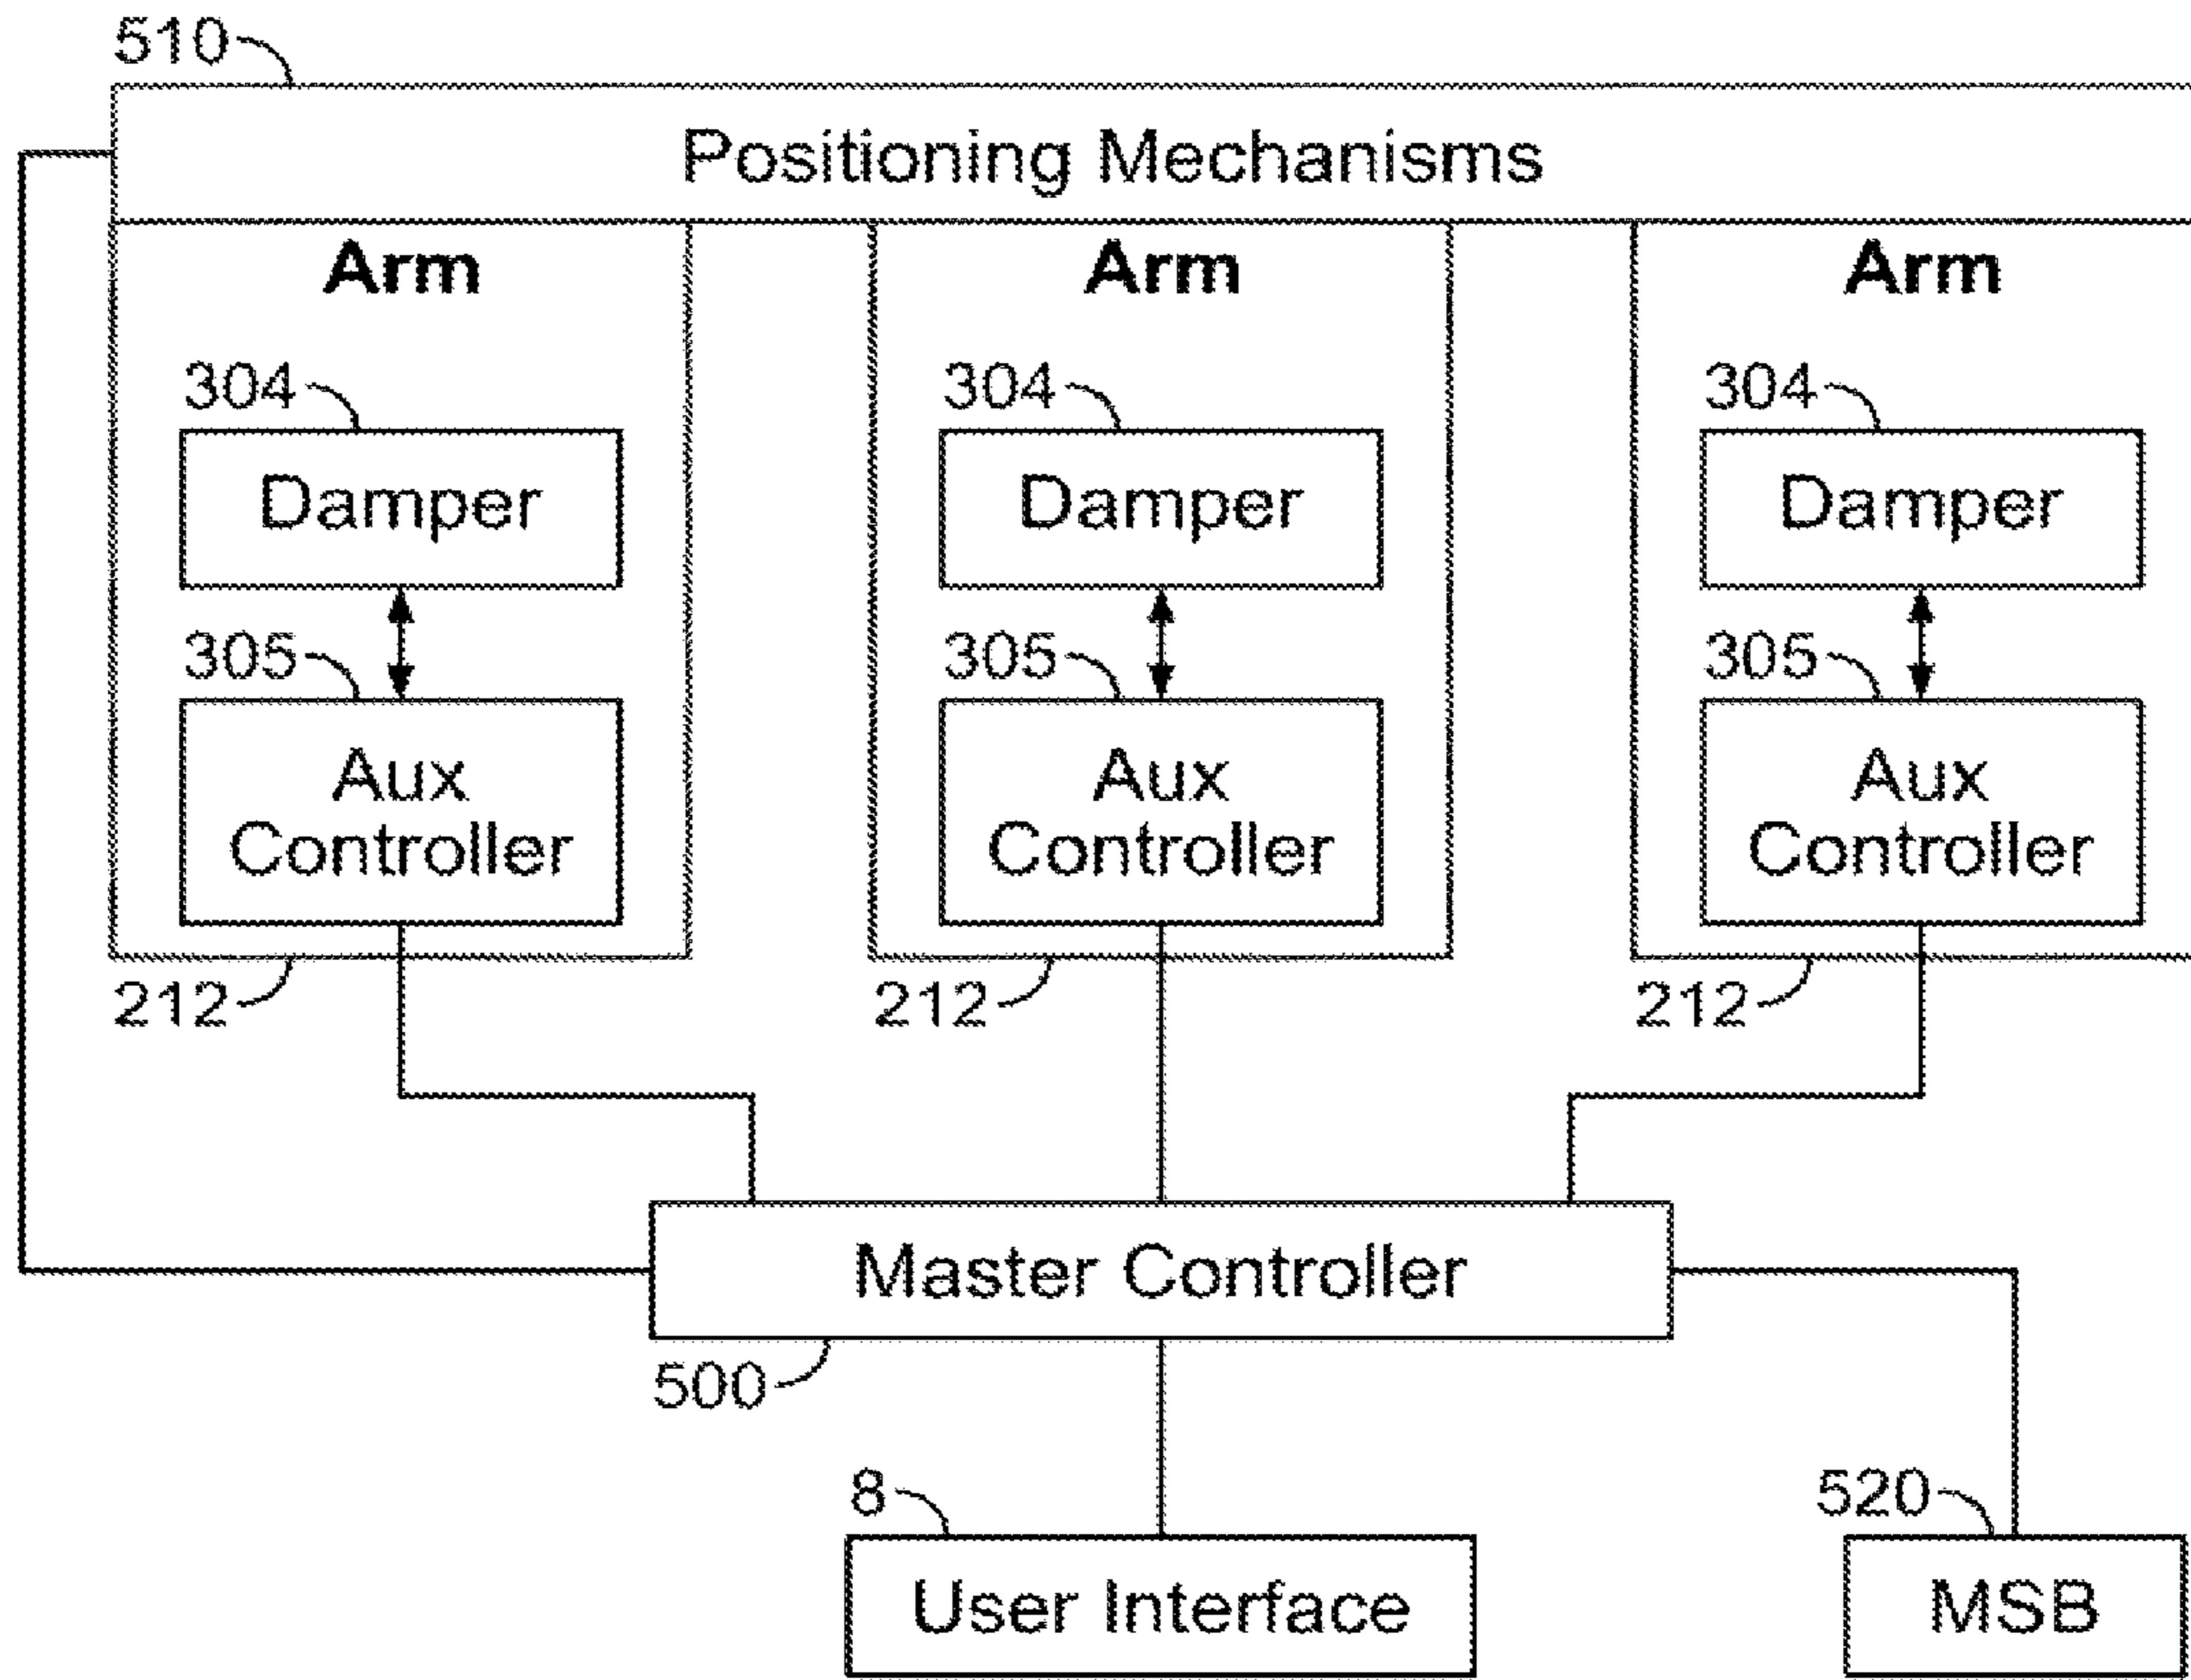 510
Positioning Mechanisms
Arm Arm Arm
304 304 304
Damper Damper Damper
305 305 305
Aux Aux Aux
Controller Controller Controller
212 212 212
Master Controller
500
8 520
User Interface MSB